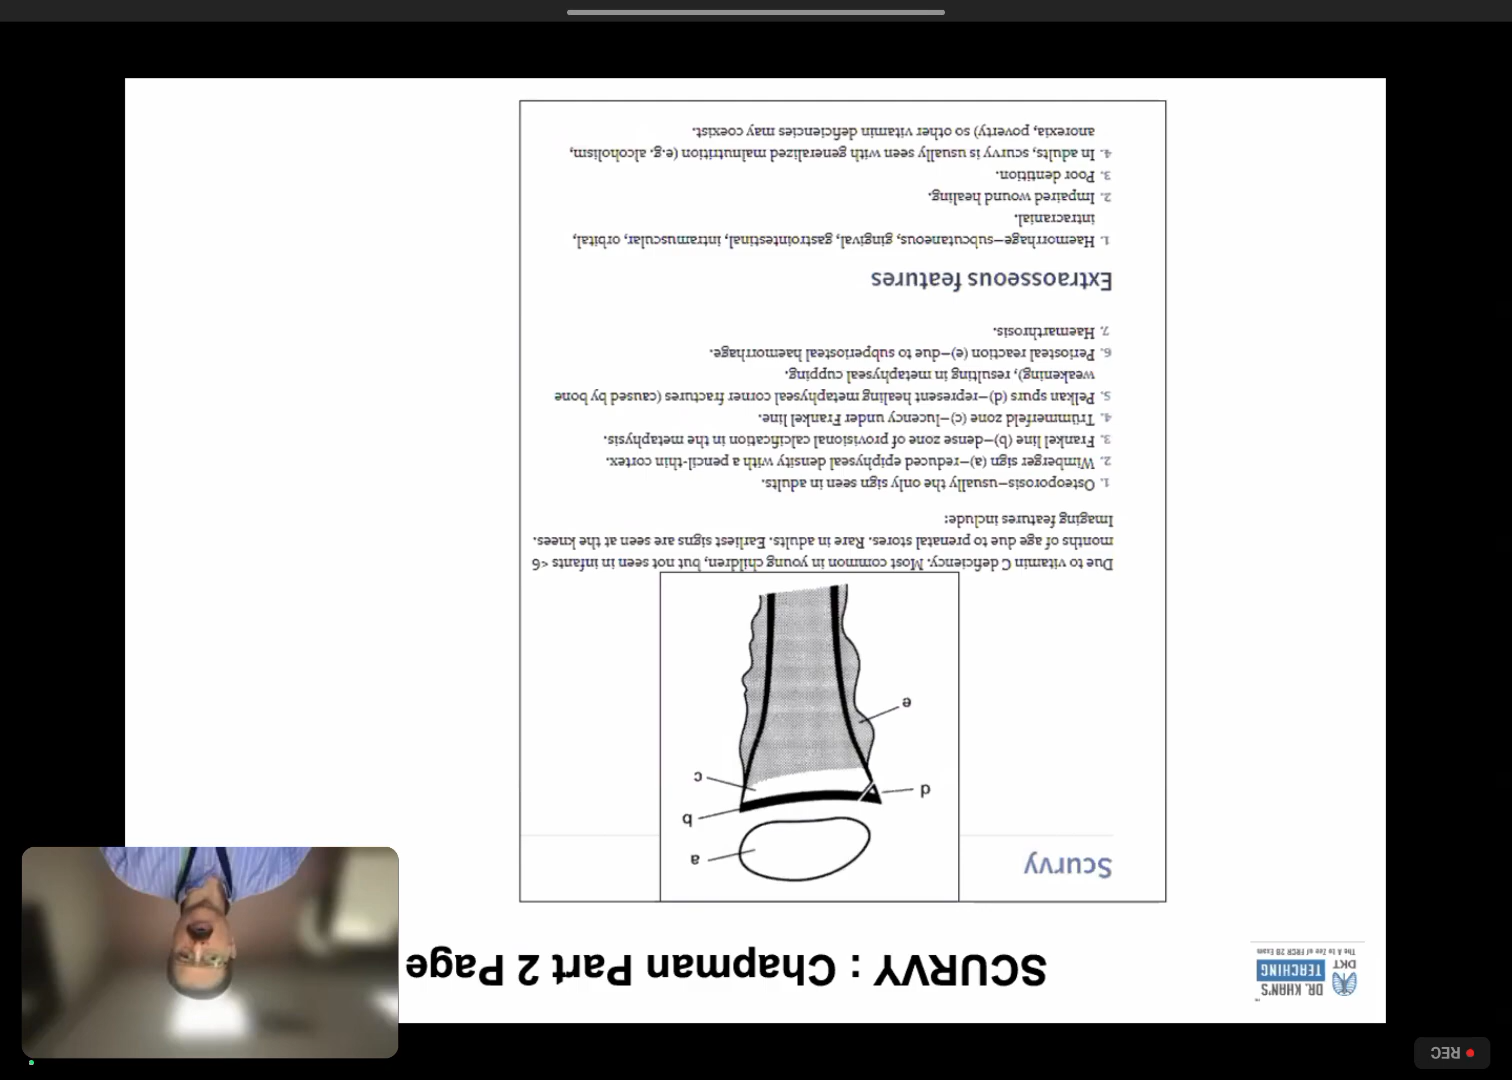 REC
DR. KHAN'S
DKT TEACHING
The A to Zee of FRCR 2B Exam
SCURVY : Chapman Part 2 Page
Scurvy
a
b
c
d
e
Due to vitamin C deficiency. Most common in young children, but not seen in infants <6
months of age due to prenatal stores. Rare in adults. Earliest signs are seen at the knees.
Imaging features include:
1. Osteoporosis—usually the only sign seen in adults.
2. Wimberger sign (a)—reduced epiphyseal density with a pencil-thin cortex.
3. Frankel line (b)—dense zone of provisional calcification in the metaphysis.
4. Trümmerfeld zone (c)—lucency under Frankel line.
5. Pelkan spurs (d)—represent healing metaphyseal corner fractures (caused by bone
weakening), resulting in metaphyseal cupping.
6. Periosteal reaction (e)—due to subperiosteal haemorrhage.
7. Haemarthrosis.
Extraosseous features
1. Haemorrhage—subcutaneous, gingival, gastrointestinal, intramuscular, orbital,
intracranial.
2. Impaired wound healing.
3. Poor dentition.
4. In adults, scurvy is usually seen with generalized malnutrition (e.g. alcoholism,
anorexia, poverty) so other vitamin deficiencies may coexist.